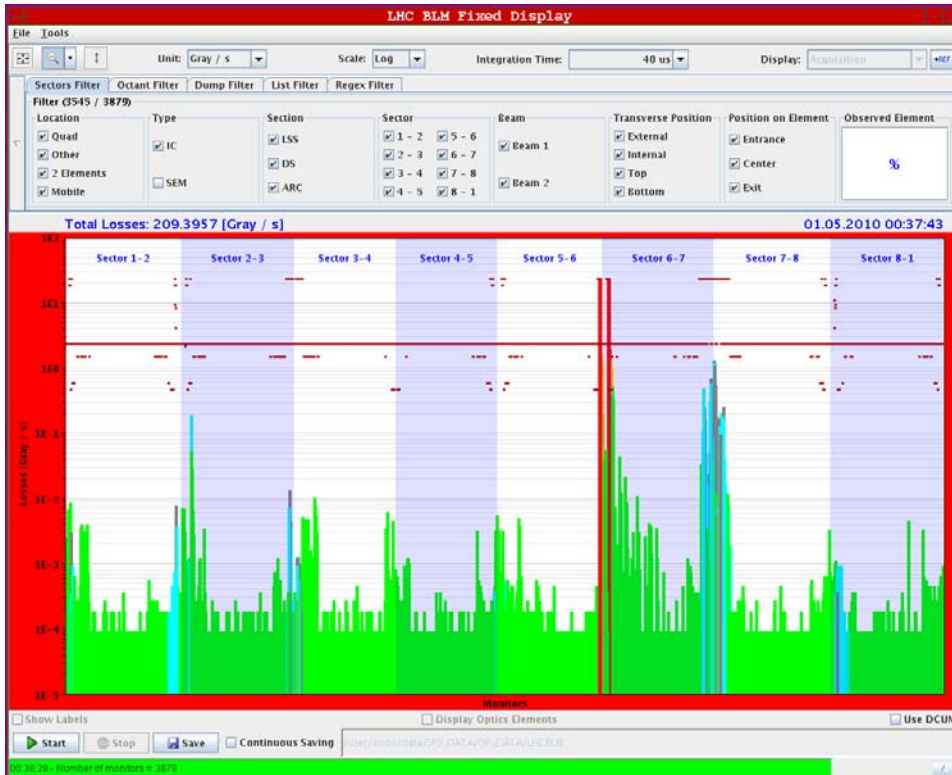 LHC BLM Fixed Display
File Tools
Unit: Gray / s Scale: Log Integration Time: 40 us Display: Acquisition
Sectors Filter Octant Filter Dump Filter List Filter Regex Filter
Filter (3545 / 3879)
Location Type Section Sector Beam Transverse Position Position on Element Observed Element
Quad IC LSS 1 - 2 5 - 6 Beam 1 External Entrance %
Other 2 - 3 6 - 7 Internal
2 Elements SEM DS 3 - 4 7 - 8 Beam 2 Top Center
Mobile ARC 4 - 5 8 - 1 Bottom Exit
Total Losses: 209.3957 [Gray / s] 01.05.2010 00:37:43
1E2
Sector 1-2 Sector 2-3 Sector 3-4 Sector 4-5 Sector 5-6 Sector 6-7 Sector 7-8 Sector 8-1
1E1
1E0
1E-1
Losses [Gray / s]
1E-2
1E-3
1E-4
1E-5
Monitors
Show Labels Display Optics Elements Use DCUM
Start Stop Save Continuous Saving
00:38:28 - Number of monitors = 3879